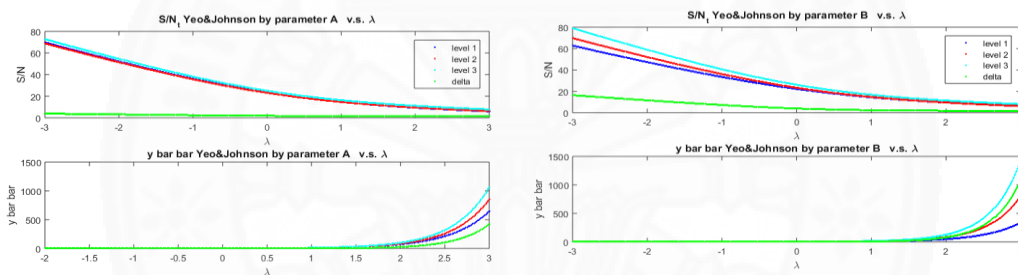 S/N t Yeo&Johnson by parameter A v.s. λ
80
60
40
20
0
S/N
level 1
level 2
level 3
delta
-3 -2 -1 0 1 2 3
λ
y bar bar Yeo&Johnson by parameter A v.s. λ
1500
1000
500
0
y bar bar
-2 -1.5 -1 -0.5 0 0.5 1 1.5 2 2.5 3
λ
S/N t Yeo&Johnson by parameter B v.s. λ
80
60
40
20
0
S/N
level 1
level 2
level 3
delta
-3 -2 -1 0 1 2 3
λ
y bar bar Yeo&Johnson by parameter B v.s. λ
1500
1000
500
0
y bar bar
-3 -2 -1 0 1 2 3
λ